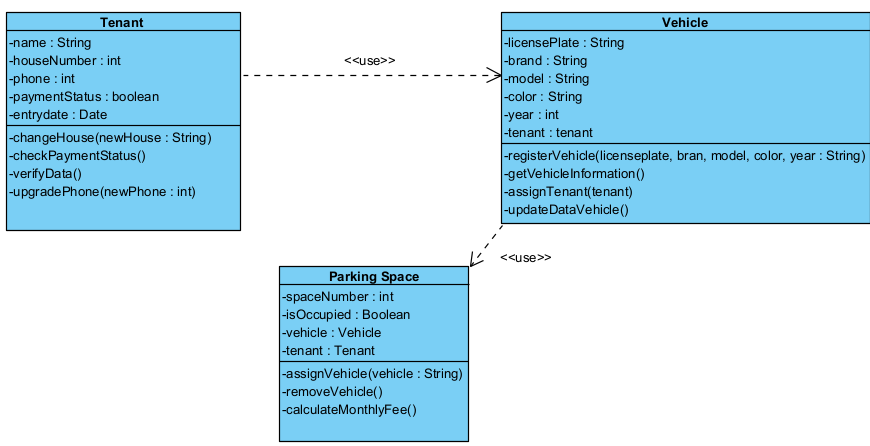 Tenant
-name : String
-houseNumber : int
-phone : int
-paymentStatus : boolean
-entrydate : Date
-changeHouse(newHouse : String)
-checkPaymentStatus()
-verifyData()
-upgradePhone(newPhone : int)
<<use>>
Vehicle
-licensePlate : String
-brand : String
-model : String
-color : String
-year : int
-tenant : tenant
-registerVehicle(licenseplate, bran, model, color, year : String)
-getVehicleInformation()
-assignTenant(tenant)
-updateDataVehicle()
<<use>>
Parking Space
-spaceNumber : int
-isOccupied : Boolean
-vehicle : Vehicle
-tenant : Tenant
-assignVehicle(vehicle : String)
-removeVehicle()
-calculateMonthlyFee()